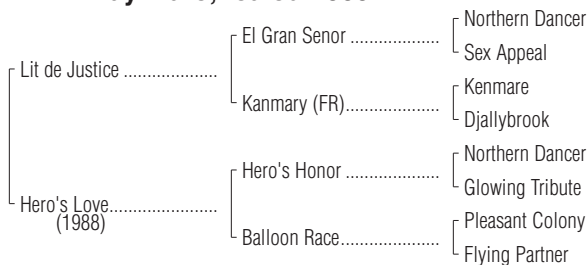 Northern Dancer
El Gran Senor ....................
Sex Appeal
Lit de Justice .....................
Kenmare
Kanmary (FR).....................
Djallybrook
Northern Dancer
Hero's Honor ....................
Glowing Tribute
Hero's Love........................
(1988)
Pleasant Colony
Balloon Race.....................
Flying Partner